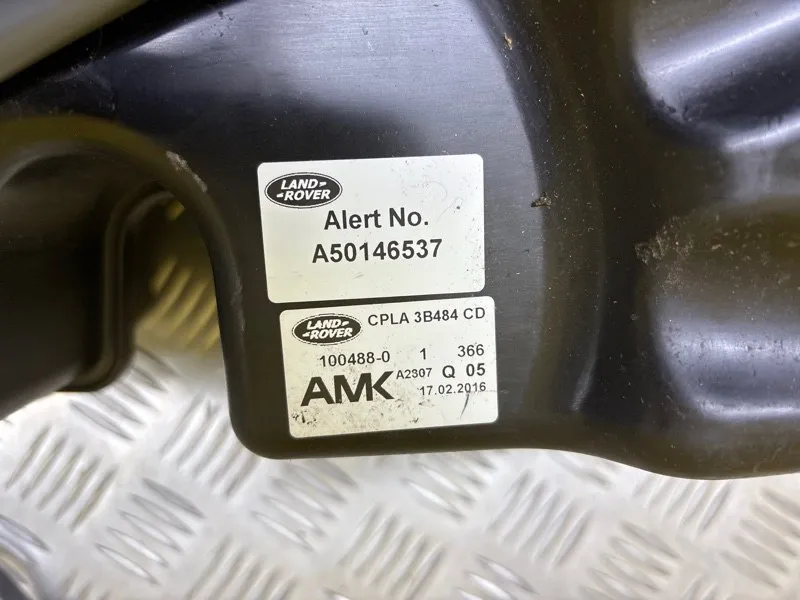 LAND-
-ROVER
Alert No.
A50146537
LAND-
-ROVER
CPLA 3B484 CD
100488-0 1 366
AMK A2S07 Q 05
17.02.2016